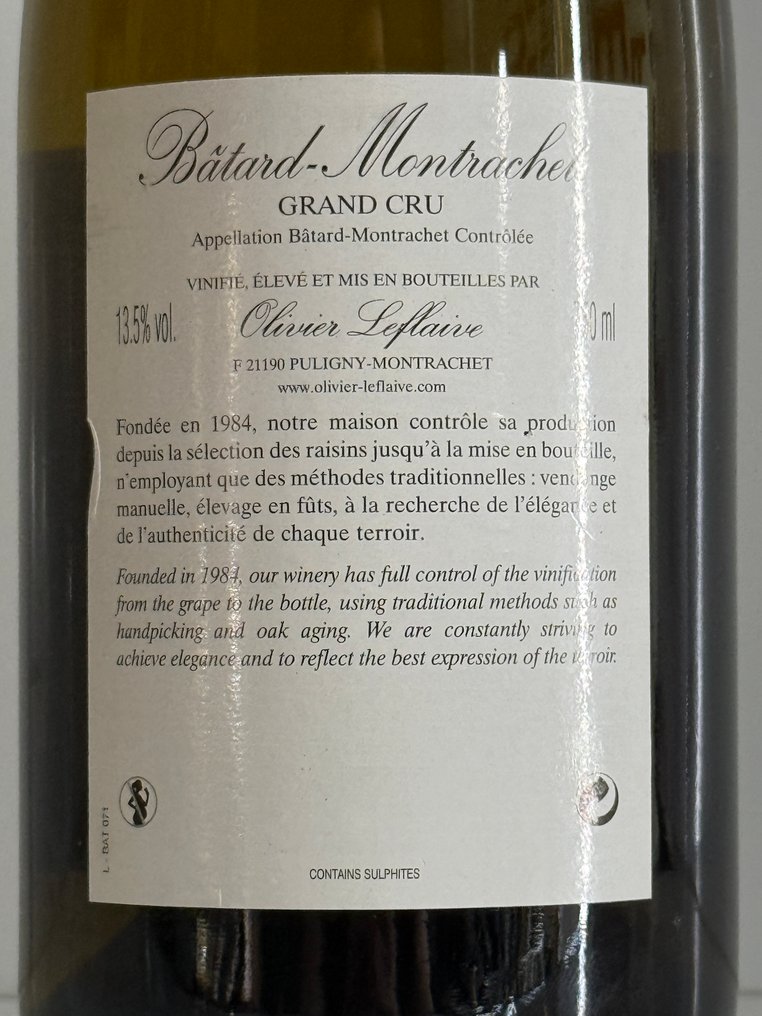 Bâtard-Montrachet
GRAND CRU
Appellation Bâtard-Montrachet Contrôlée
VINIFIÉ, ÉLEVÉ ET MIS EN BOUTEILLES PAR
13.5% vol. Olivier Leflaive ml
F 21190 PULIGNY-MONTRACHET
www.olivier-leflaive.com
Fondée en 1984, notre maison contrôle sa production
depuis la sélection des raisins jusqu'à la mise en bouteille,
n'employant que des méthodes traditionnelles : vendange
manuelle, élevage en fûts, à la recherche de l'élégance et
de l'authenticité de chaque terroir.
Founded in 1984, our winery has full control of the vinification
from the grape to the bottle, using traditional methods such as
handpicking and oak aging. We are constantly striving to
achieve elegance and to reflect the best expression of the terroir.
L - BAT 071
CONTAINS SULPHITES